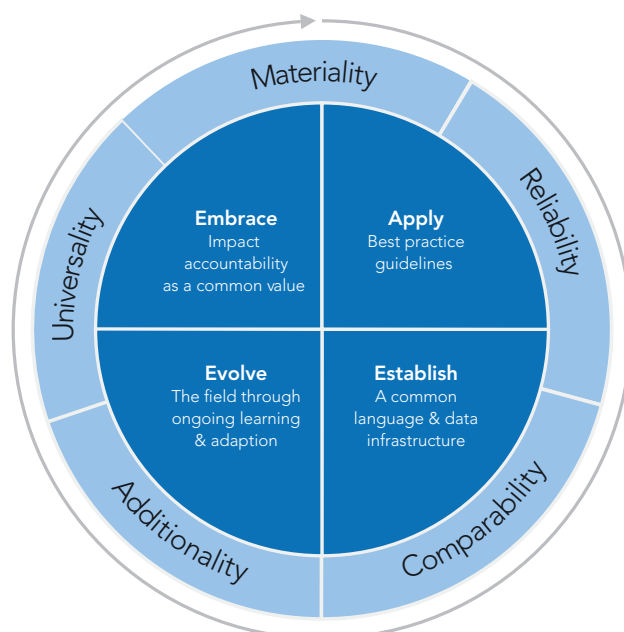 Materiality
Reliability
Universality
Embrace
Impact
accountability
as a common value
Apply
Best practice
guidelines
Evolve
The field through
ongoing learning
& adaption
Establish
A common
language & data
infrastructure
Additionality
Comparability